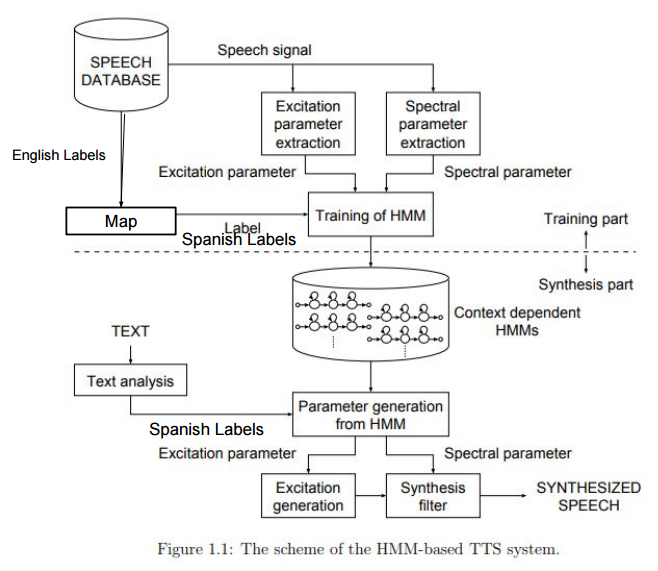 Speech signal
SPEECH
DATABASE
Excitation
parameter
extraction
Spectral
parameter
extraction
English Labels
Excitation parameter
Spectral parameter
Map
Label
Spanish Labels
Training of HMM
Training part
Synthesis part
Context dependent
HMMs
TEXT
Text analysis
Spanish Labels
Parameter generation
from HMM
Excitation parameter
Spectral parameter
Excitation
generation
Synthesis
filter
SYNTHESIZED
SPEECH
Figure 1.1: The scheme of the HMM-based TTS system.